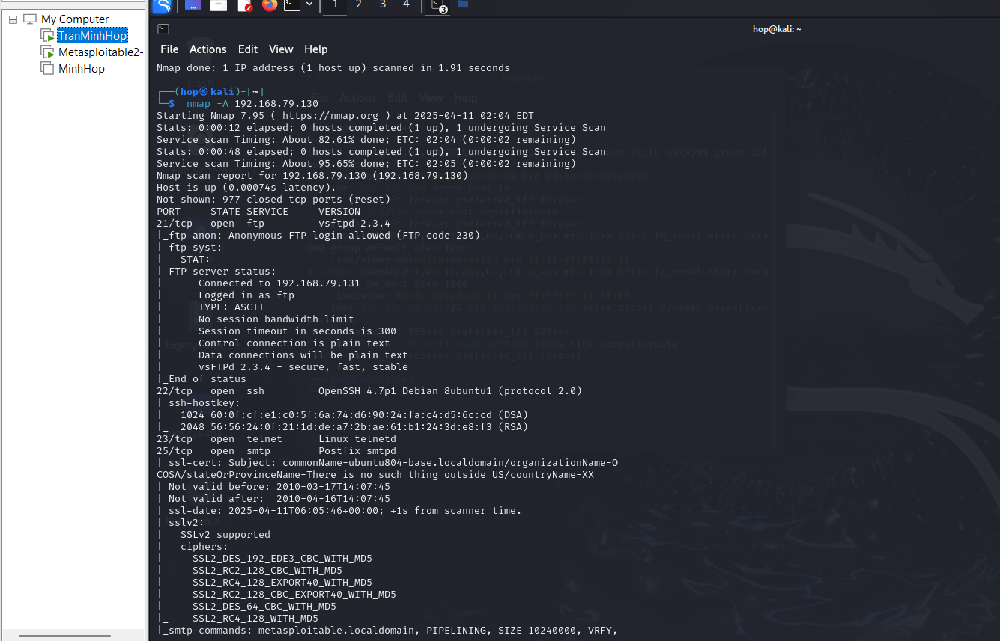 My Computer
TranMinhHop
Metasploitable2-
MinhHop
1 2 3 4
3
hop@kali: ~
File Actions Edit View Help
Nmap done: 1 IP address (1 host up) scanned in 1.91 seconds
┌──(hop㉿kali)-[~]
└─$ nmap -A 192.168.79.130
Starting Nmap 7.95 ( https://nmap.org ) at 2025-04-11 02:04 EDT
Stats: 0:00:12 elapsed; 0 hosts completed (1 up), 1 undergoing Service Scan
Service scan Timing: About 82.61% done; ETC: 02:04 (0:00:02 remaining)
Stats: 0:00:48 elapsed; 0 hosts completed (1 up), 1 undergoing Service Scan
Service scan Timing: About 95.65% done; ETC: 02:05 (0:00:02 remaining)
Nmap scan report for 192.168.79.130 (192.168.79.130)
Host is up (0.00074s latency).
Not shown: 977 closed tcp ports (reset)
PORT     STATE SERVICE     VERSION
21/tcp   open  ftp         vsftpd 2.3.4
|_ftp-anon: Anonymous FTP login allowed (FTP code 230)
| ftp-syst:
|   STAT:
| FTP server status:
|      Connected to 192.168.79.131
|      Logged in as ftp
|      TYPE: ASCII
|      No session bandwidth limit
|      Session timeout in seconds is 300
|      Control connection is plain text
|      Data connections will be plain text
|      vsFTPd 2.3.4 - secure, fast, stable
|_End of status
22/tcp   open  ssh         OpenSSH 4.7p1 Debian 8ubuntu1 (protocol 2.0)
| ssh-hostkey:
|   1024 60:0f:cf:e1:c0:5f:6a:74:d6:90:24:fa:c4:d5:6c:cd (DSA)
|_  2048 56:56:24:0f:21:1d:de:a7:2b:ae:61:b1:24:3d:e8:f3 (RSA)
23/tcp   open  telnet      Linux telnetd
25/tcp   open  smtp        Postfix smtpd
| ssl-cert: Subject: commonName=ubuntu804-base.localdomain/organizationName=O
COSA/stateOrProvinceName=There is no such thing outside US/countryName=XX
| Not valid before: 2010-03-17T14:07:45
|_Not valid after:  2010-04-16T14:07:45
|_ssl-date: 2025-04-11T06:05:46+00:00; +1s from scanner time.
| sslv2:
|   SSLv2 supported
|   ciphers:
|     SSL2_DES_192_EDE3_CBC_WITH_MD5
|     SSL2_RC2_128_CBC_WITH_MD5
|     SSL2_RC4_128_EXPORT40_WITH_MD5
|     SSL2_RC2_128_CBC_EXPORT40_WITH_MD5
|     SSL2_DES_64_CBC_WITH_MD5
|_    SSL2_RC4_128_WITH_MD5
|_smtp-commands: metasploitable.localdomain, PIPELINING, SIZE 10240000, VRFY,